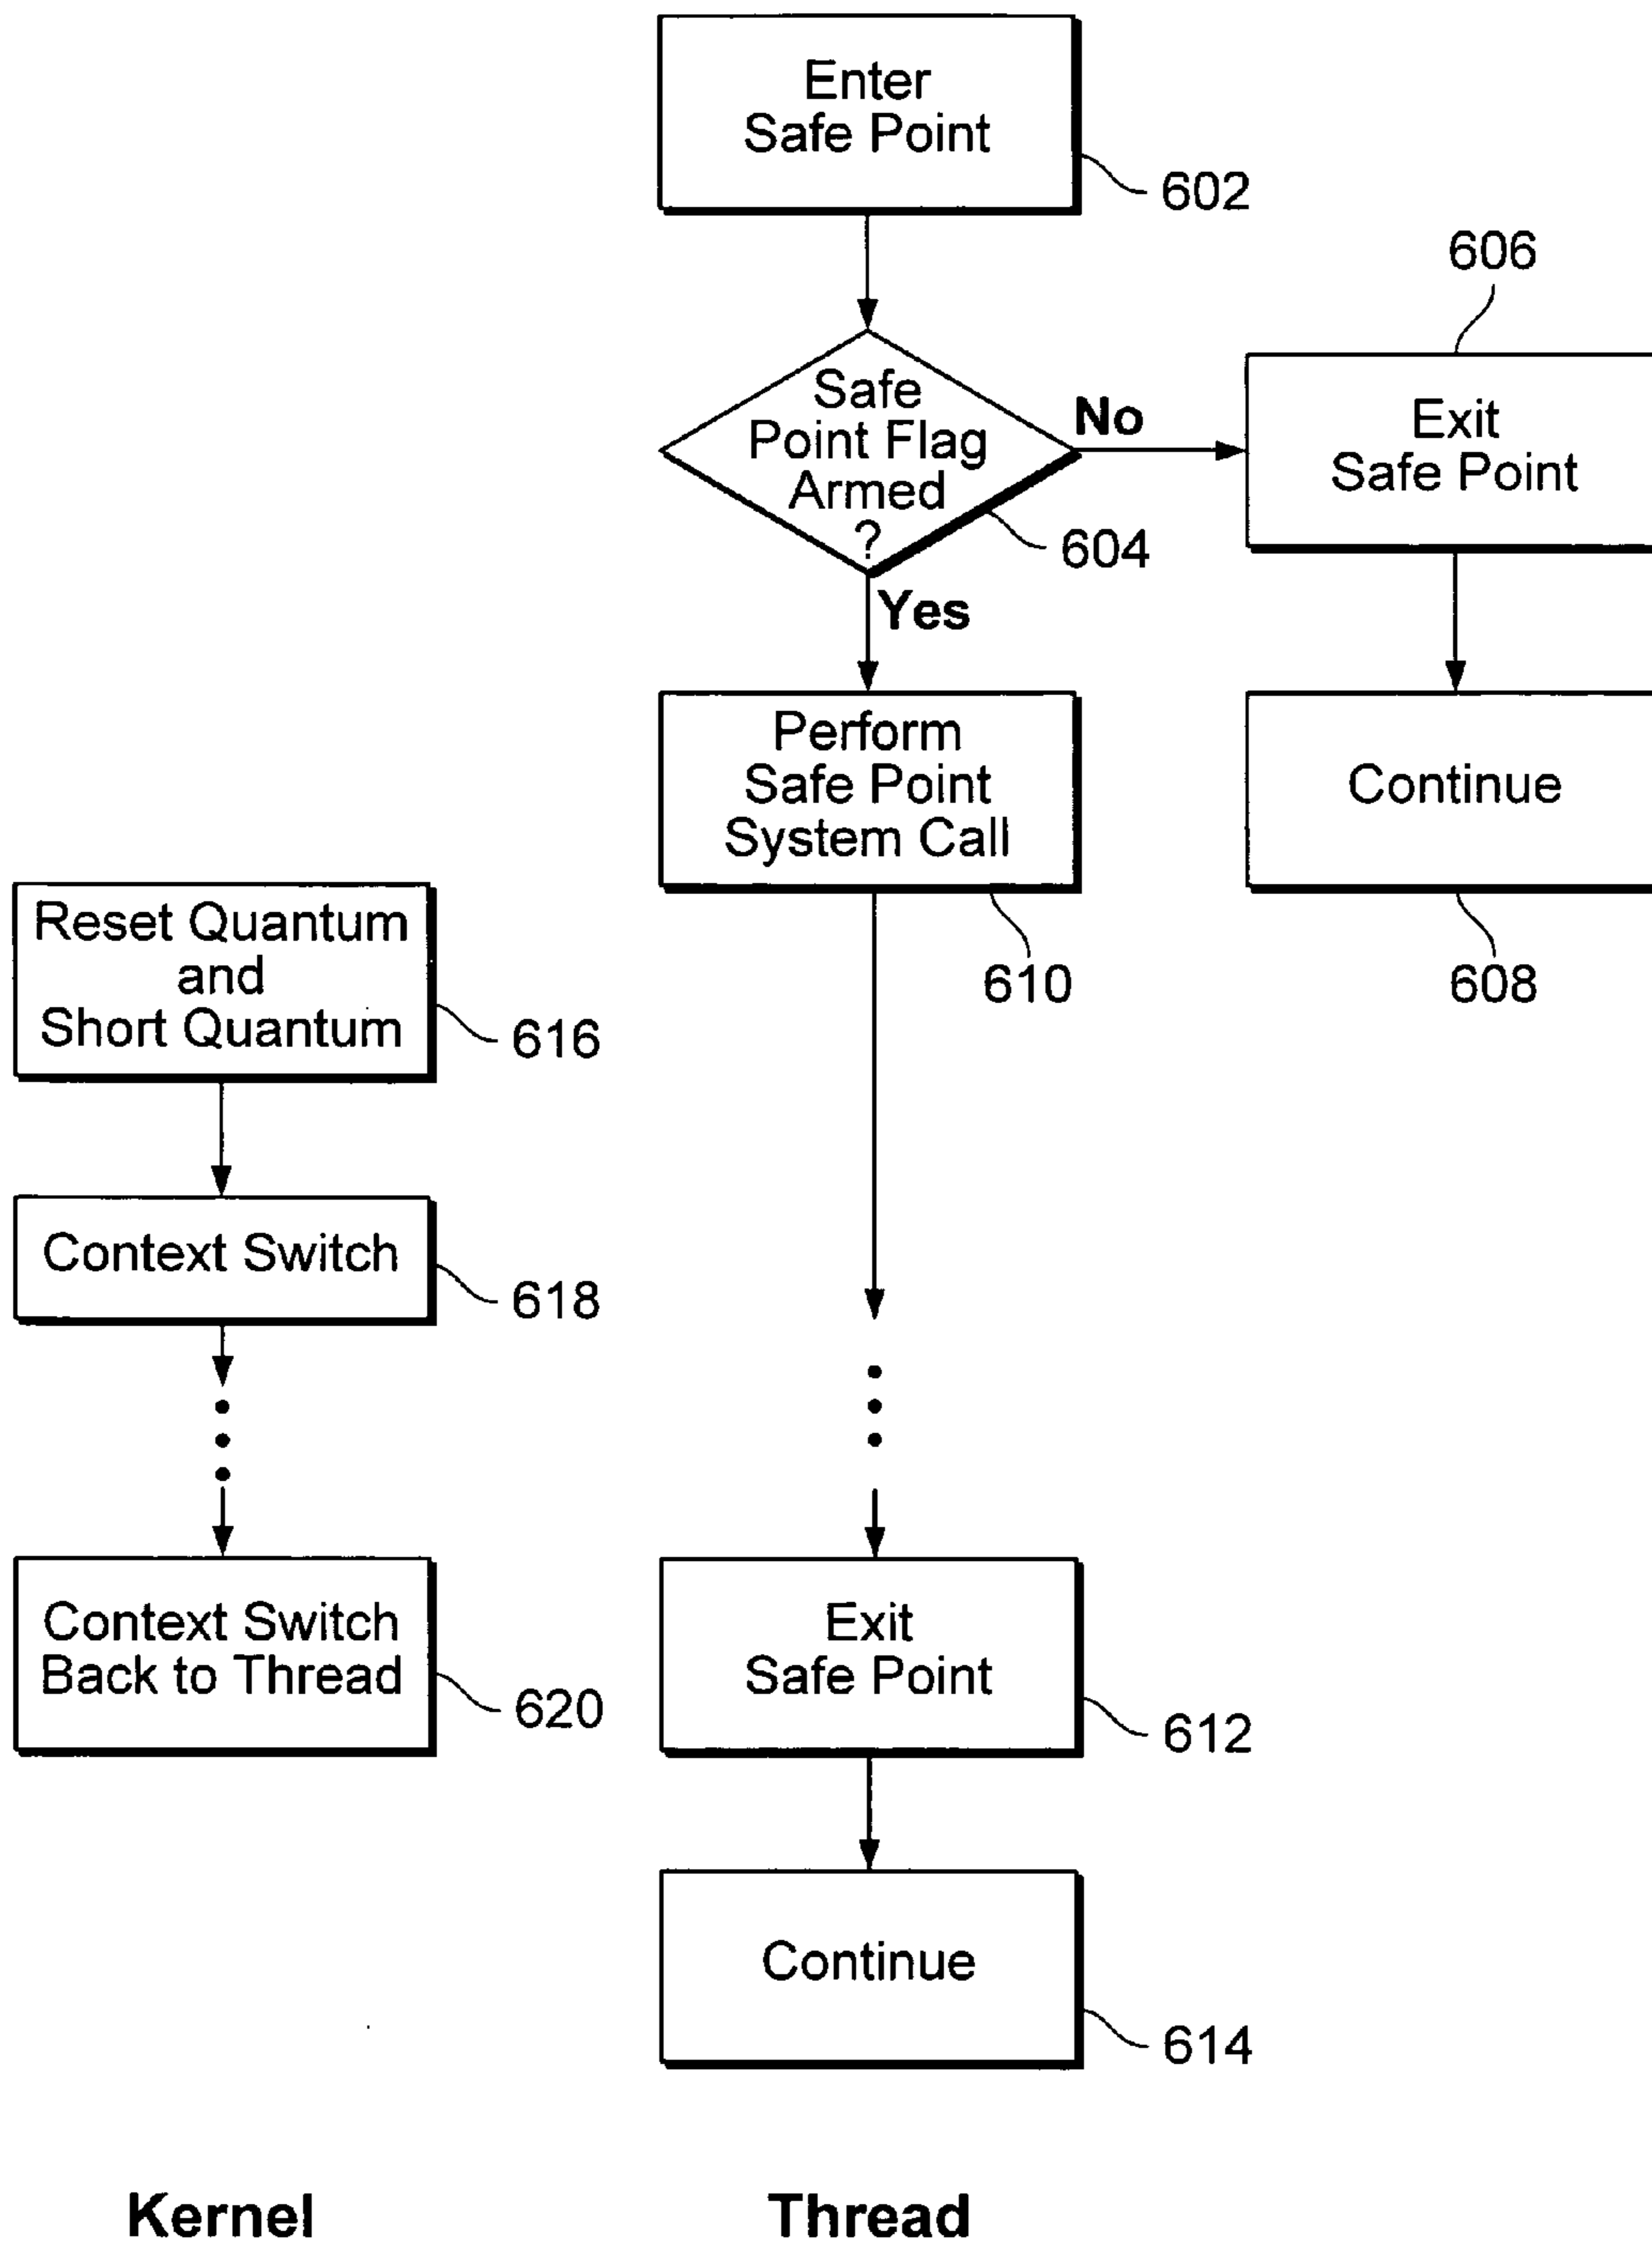 Enter
Safe Point
602
606
Safe
Point Flag
Armed
?
No
604
Yes
Exit
Safe Point
Perform
Safe Point
System Call
610
Continue
608
Reset Quantum
and
Short Quantum
616
Context Switch
618
Context Switch
Back to Thread
620
Exit
Safe Point
612
Continue
614
Kernel
Thread